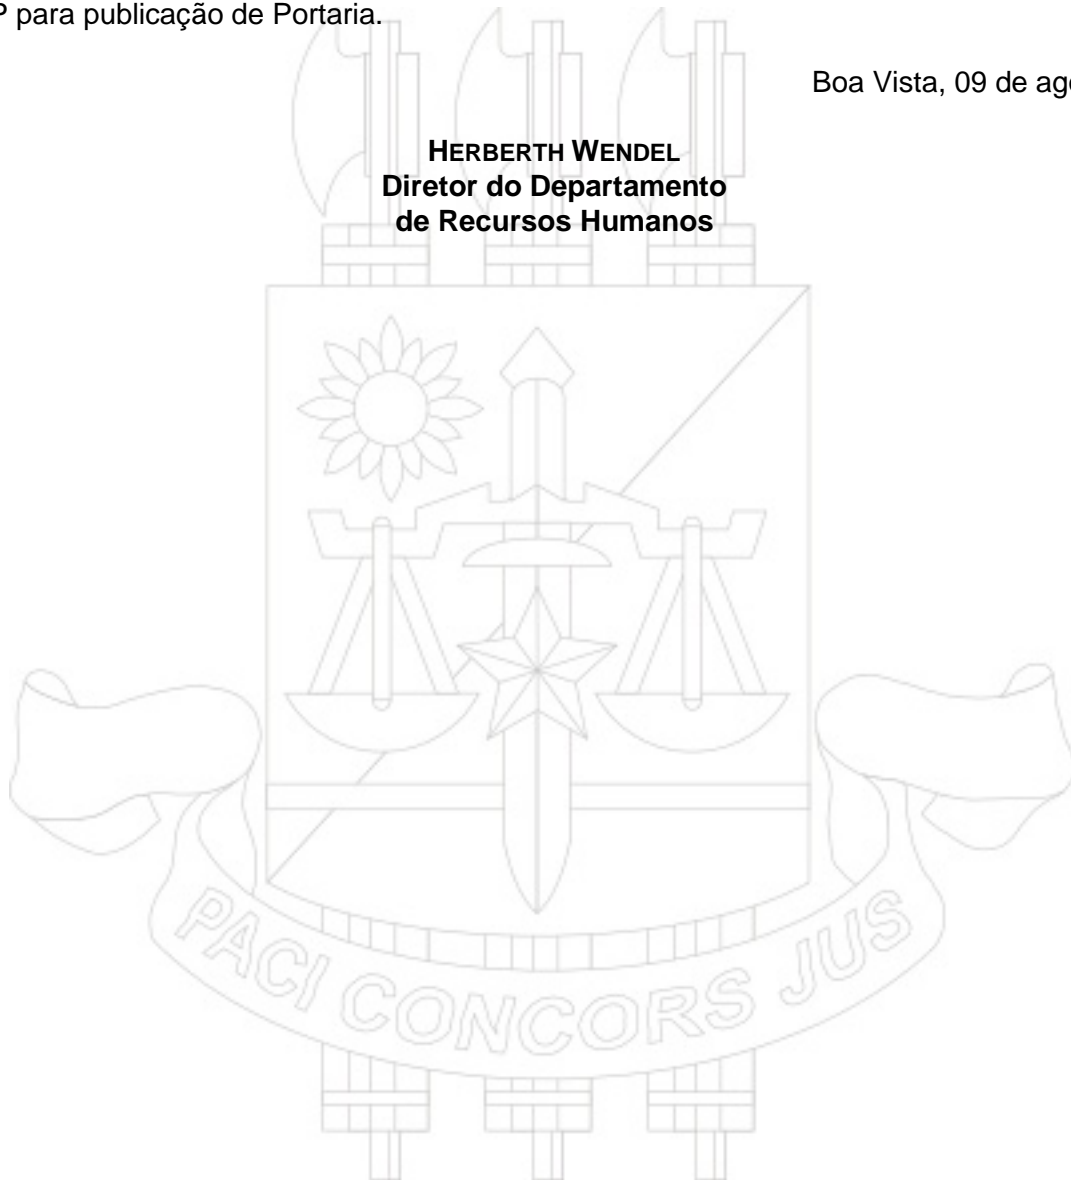 para publicação de Portaria.
Boa Vista, 09 de
HERBERTH WENDEL
Diretor do Departamento
de Recursos Humanos
PACI CONCORS JUS